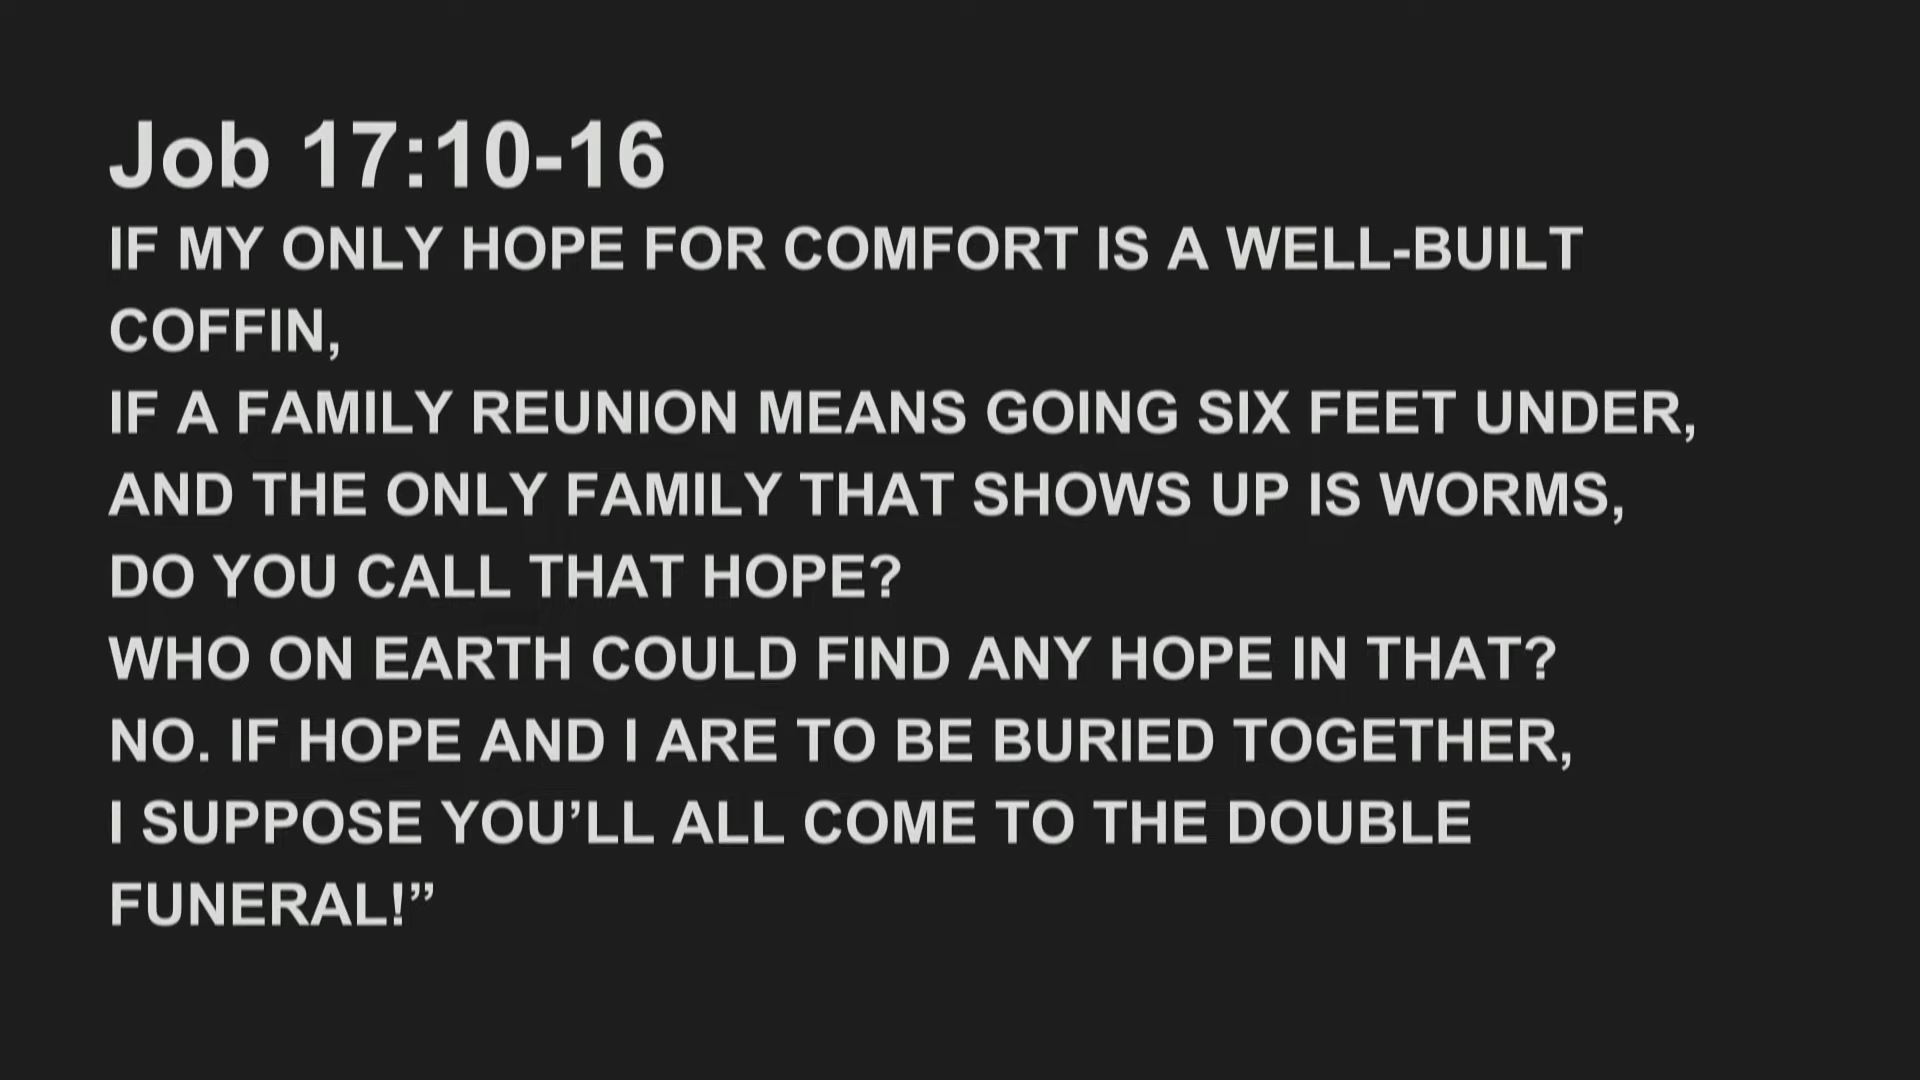 Job 17:10-16
IF MY ONLY HOPE FOR COMFORT IS A WELL-BUILT
COFFIN,
IF A FAMILY REUNION MEANS GOING SIX FEET UNDER,
AND THE ONLY FAMILY THAT SHOWS UP IS WORMS,
DO YOU CALL THAT HOPE?
WHO ON EARTH COULD FIND ANY HOPE IN THAT?
NO. IF HOPE AND I ARE TO BE BURIED TOGETHER,
I SUPPOSE YOU’LL ALL COME TO THE DOUBLE
FUNERAL!”